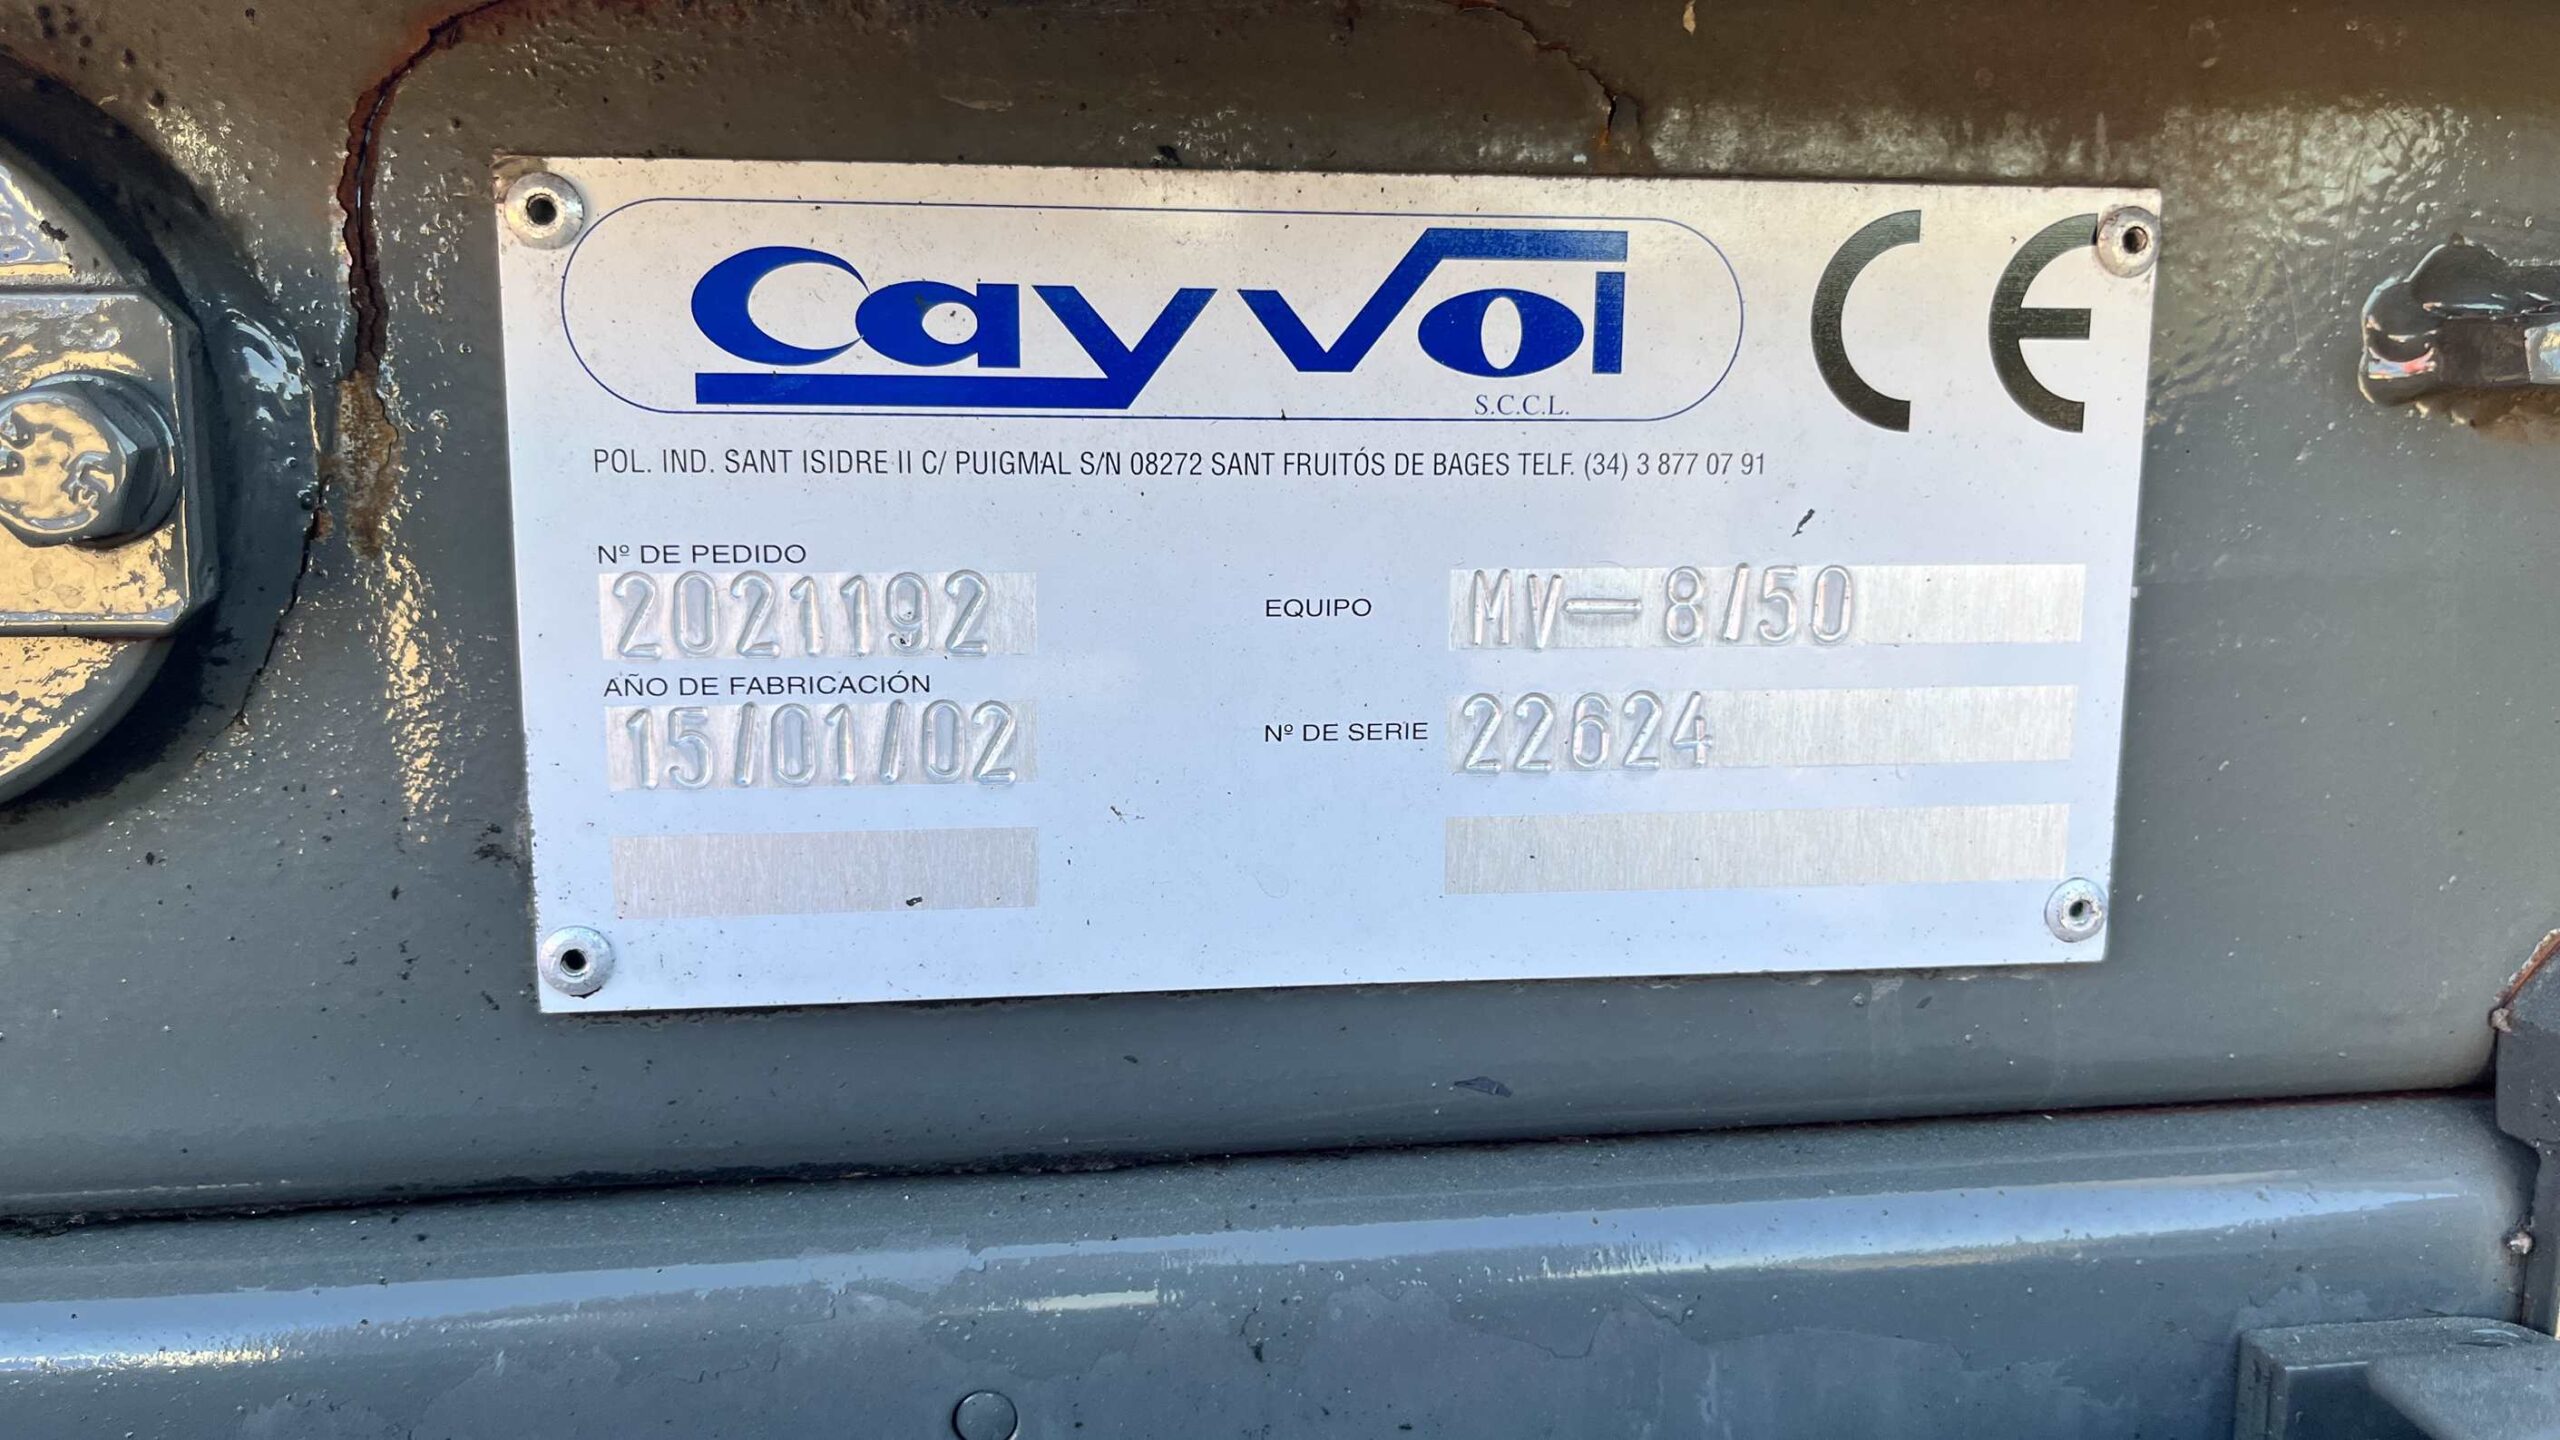 Cayvol
S.C.C.L.
CE
POL. IND. SANT ISIDRE II C/ PUIGMAL S/N 08272 SANT FRUITÓS DE BAGES TELF. (34) 3 877 07 91
Nº DE PEDIDO
2021192
EQUIPO MV-8/50
AÑO DE FABRICACIÓN
15/01/02
Nº DE SERIE 22624